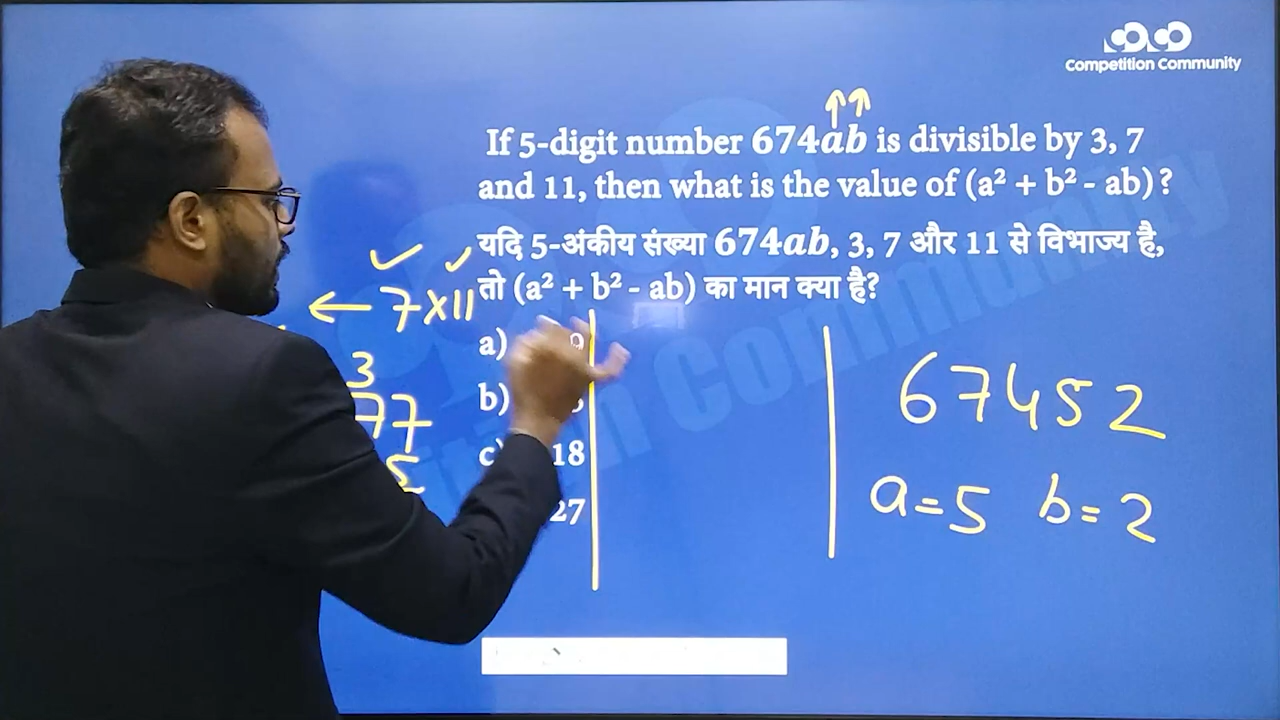 Competition Community
If 5-digit number 674ab is divisible by 3, 7
and 11, then what is the value of (a² + b² - ab)?
यदि 5-अंकीय संख्या 674ab, 3, 7 और 11 से विभाज्य है,
तो (a² + b² - ab) का मान क्या है?
← 7×11
a)
b)
c) 18
27
3
77
67452
a=5 b=2